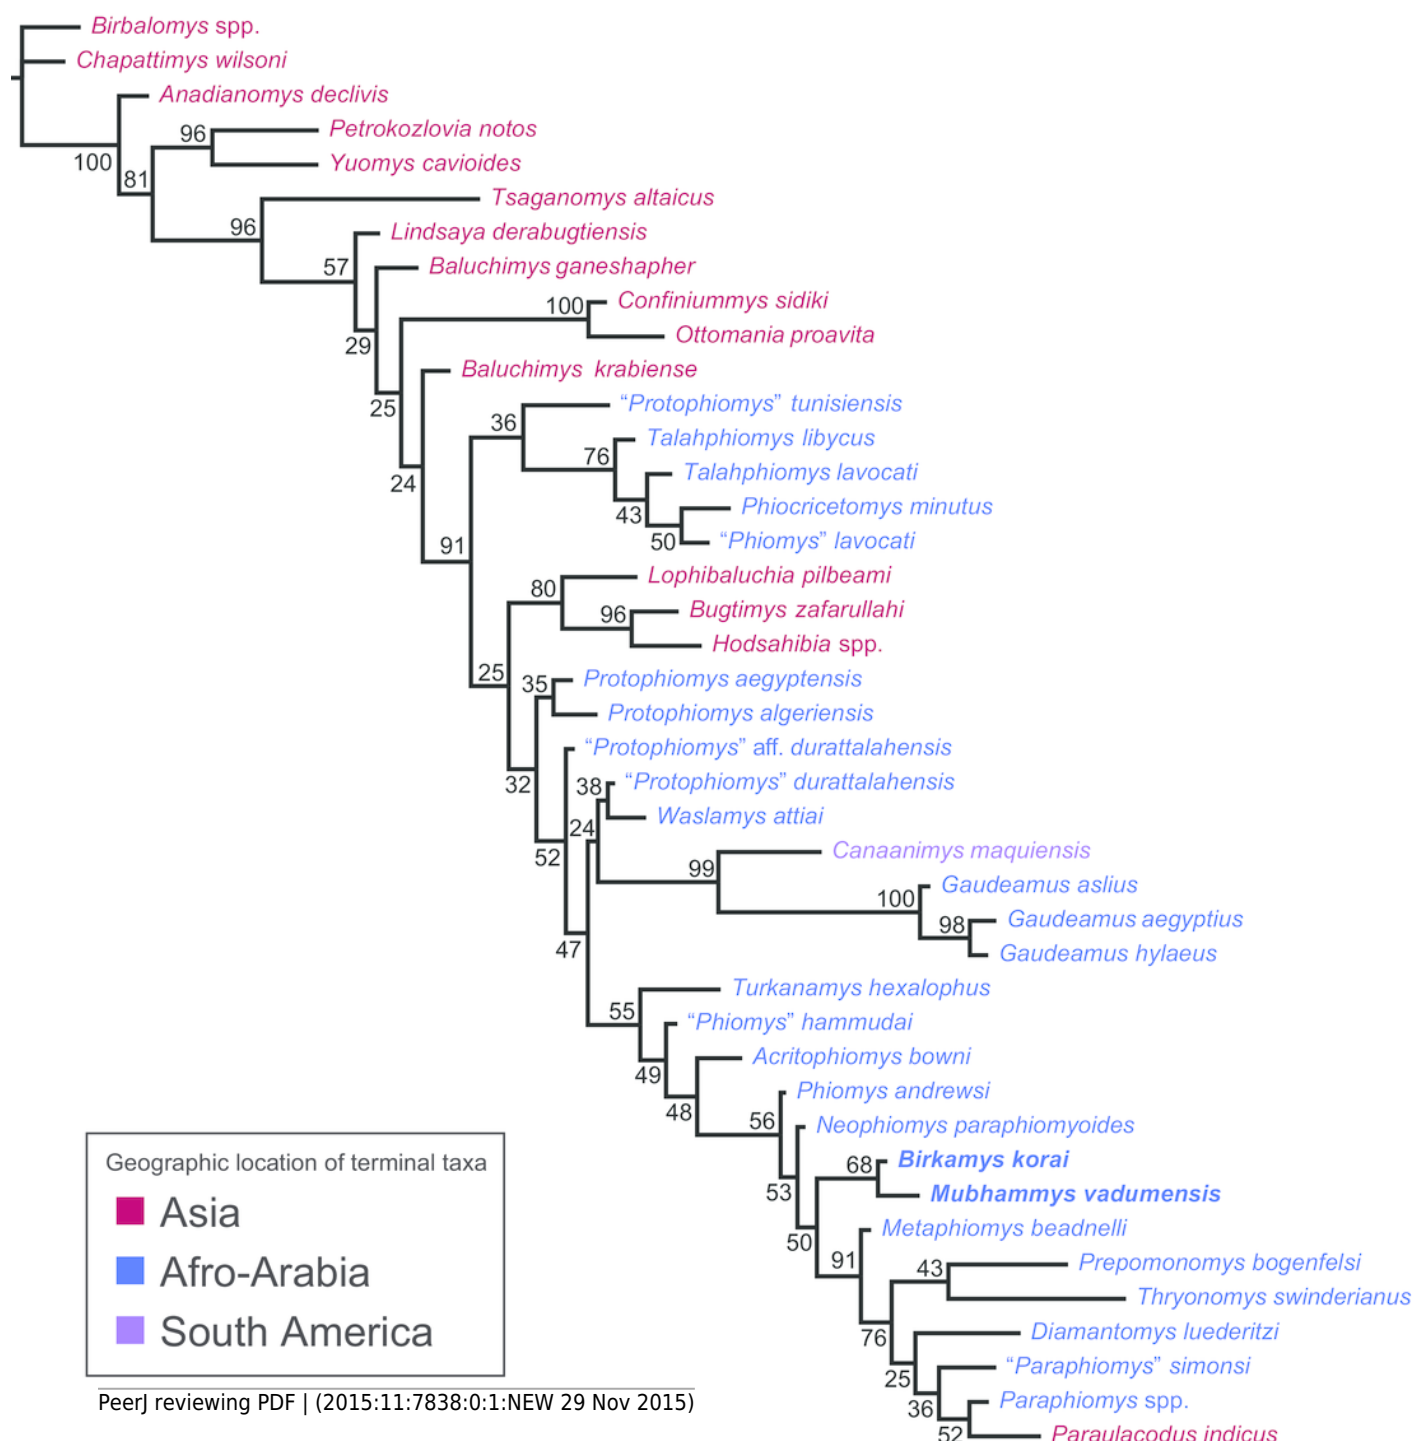 Birbalomys spp.
Chapattimys wilsoni
Anadianomys declivis
96
Petrokozlovia notos
100
81
Yuomys cavioides
Tsaganomys altaicus
96
Lindsaya derabugtiensis
57
Baluchimys ganeshapher
29
100
Confiniummys sidiki
Ottomania proavita
25
Baluchimys krabiense
24
36
“Protophiomys” tunisiensis
Talahphiomys libycus
76
Talahphiomys lavocati
43
Phiocricetomys minutus
50
“Phiomys” lavocati
91
80
Lophibaluchia pilbeami
96
Bugtimys zafarullahi
Hodsahibia spp.
25
35
Protophiomys aegyptensis
Protophiomys algeriensis
32
“Protophiomys” aff. durattalahensis
38
“Protophiomys” durattalahensis
24
Waslamys attiai
52
Canaanimys maquiensis
99
100
Gaudeamus aslius
98
Gaudeamus aegyptius
47
Gaudeamus hylaeus
Turkanamys hexalophus
55
“Phiomys” hammudai
49
Acritophiomys bowni
48
56
Phiomys andrewsi
53
Neophiomys paraphiomyoides
68
Birkamys korai
Mubhammys vadumensis
50
Metaphiomys beadnelli
91
43
Prepomonomys bogenfelsi
Thryonomys swinderianus
76
Diamantomys luederitzi
25
“Paraphiomys” simonsi
36
Paraphiomys spp.
52
Paraulacodus indicus
Geographic location of terminal taxa
Asia
Afro-Arabia
South America
PeerJ reviewing PDF | (2015:11:7838:0:1:NEW 29 Nov 2015)